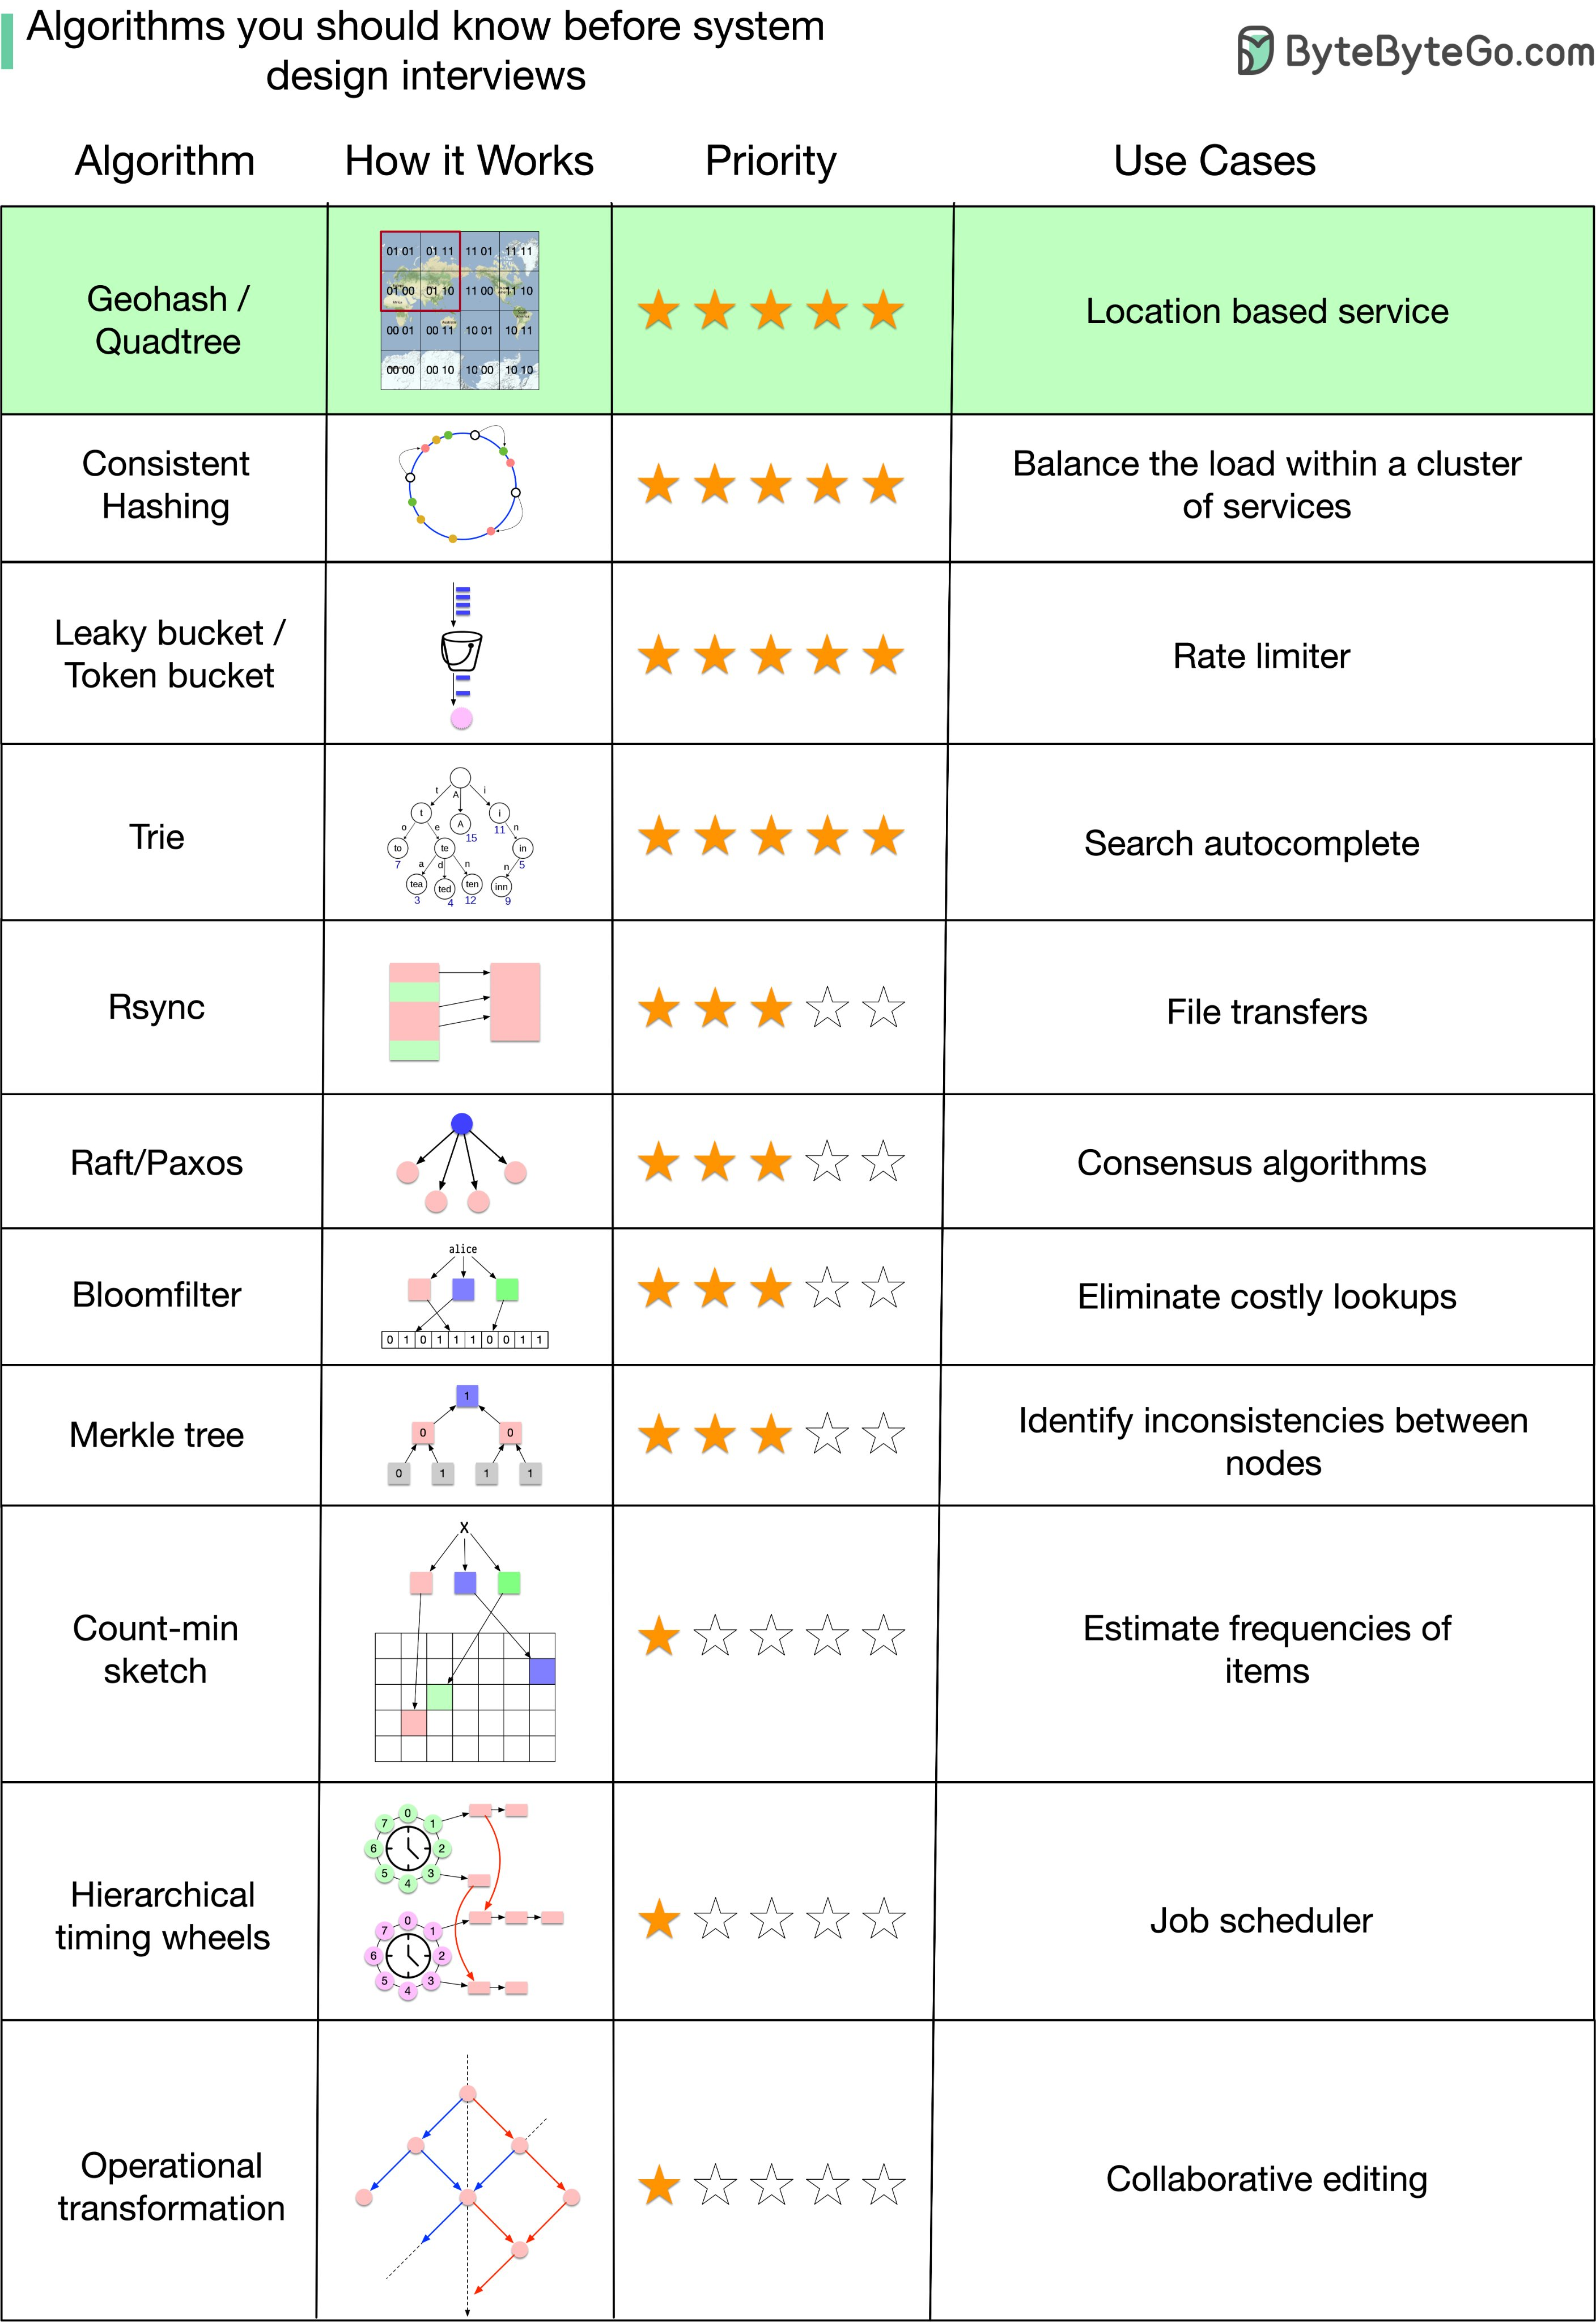 Algorithms you should know before system
design interviews
ByteByteGo.com
Algorithm
How it Works
Priority
Use Cases
Geohash /
Quadtree
01 01 01 11 11 01 11 11
01 00 01 10 11 00 11 10
00 01 00 11 10 01 10 11
00 00 00 10 10 00 10 10
Location based service
Consistent
Hashing
Balance the load within a cluster
of services
Leaky bucket /
Token bucket
Rate limiter
Trie
t A i
t A i
15 11
o e n
to te in
7 5
a d n n
tea ted ten inn
3 4 12 9
Search autocomplete
Rsync
File transfers
Raft/Paxos
Consensus algorithms
Bloomfilter
alice
0 1 0 1 1 1 0 0 1 1
Eliminate costly lookups
Merkle tree
1
0 0
0 1 1 1
Identify inconsistencies between
nodes
Count-min
sketch
X
Estimate frequencies of
items
Hierarchical
timing wheels
0
7 1
6 2
5 3
4
0
7 1
6 2
5 3
4
Job scheduler
Operational
transformation
Collaborative editing